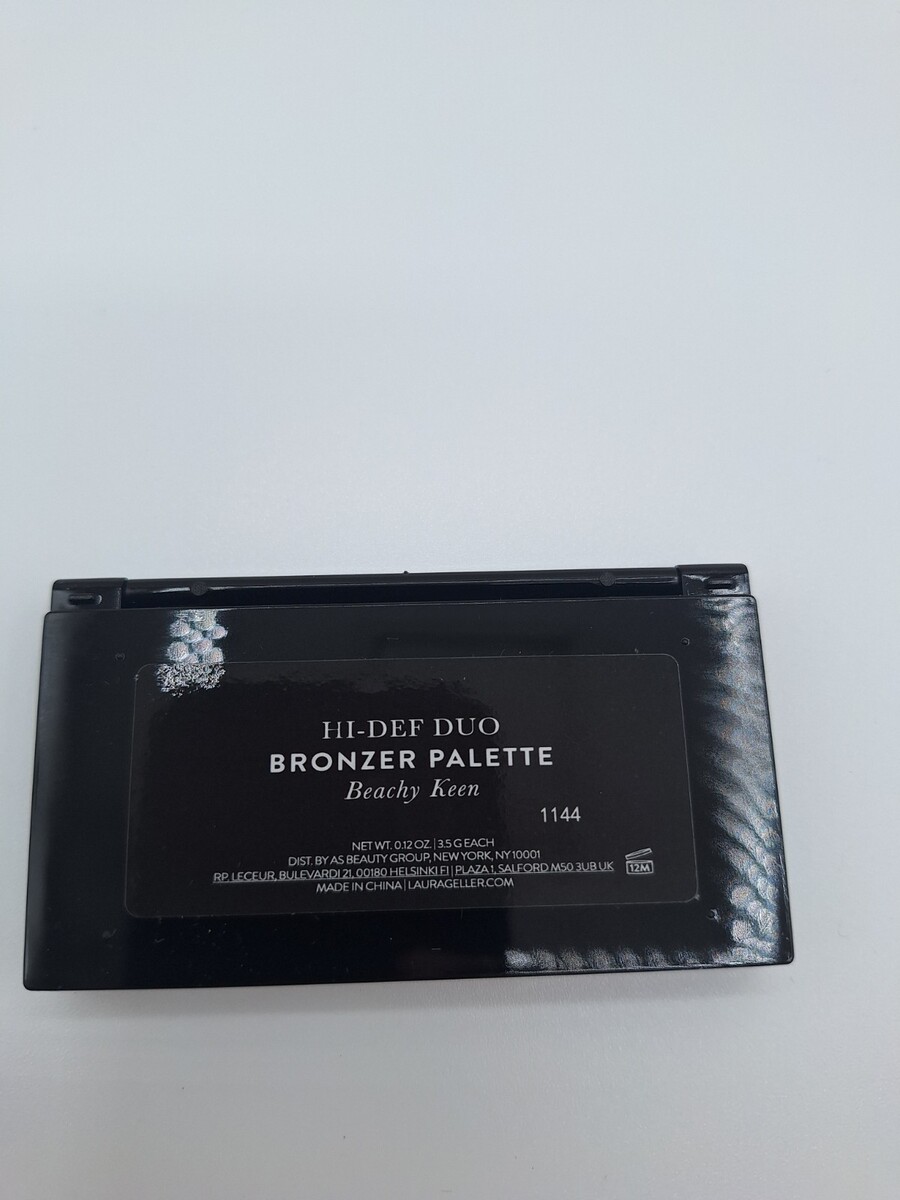 HI-DEF DUO
BRONZER PALETTE
Beachy Keen
1144
NET WT. 0.12 OZ. | 3.5 G EACH
DIST. BY AS BEAUTY GROUP, NEW YORK, NY 10001
RP. LECEUR, BULEVARDI 21, 00180 HELSINKI FI | PLAZA 1, SALFORD M50 3UB UK
12M
MADE IN CHINA | LAURAGELLER.COM